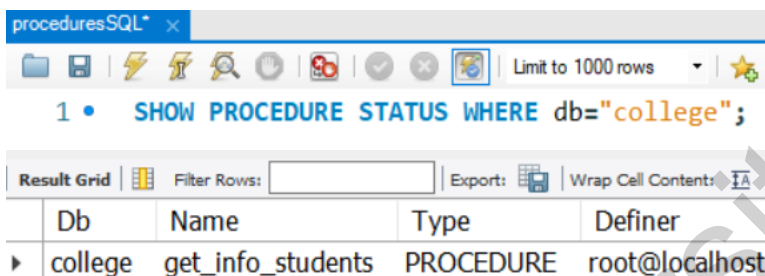 proceduresSQL*
Limit to 1000 rows
1 SHOW PROCEDURE STATUS WHERE db="college";
Result Grid Filter Rows: Export: Wrap Cell Content: IA
Db Name Type Definer
college get_info_students PROCEDURE root@localhost